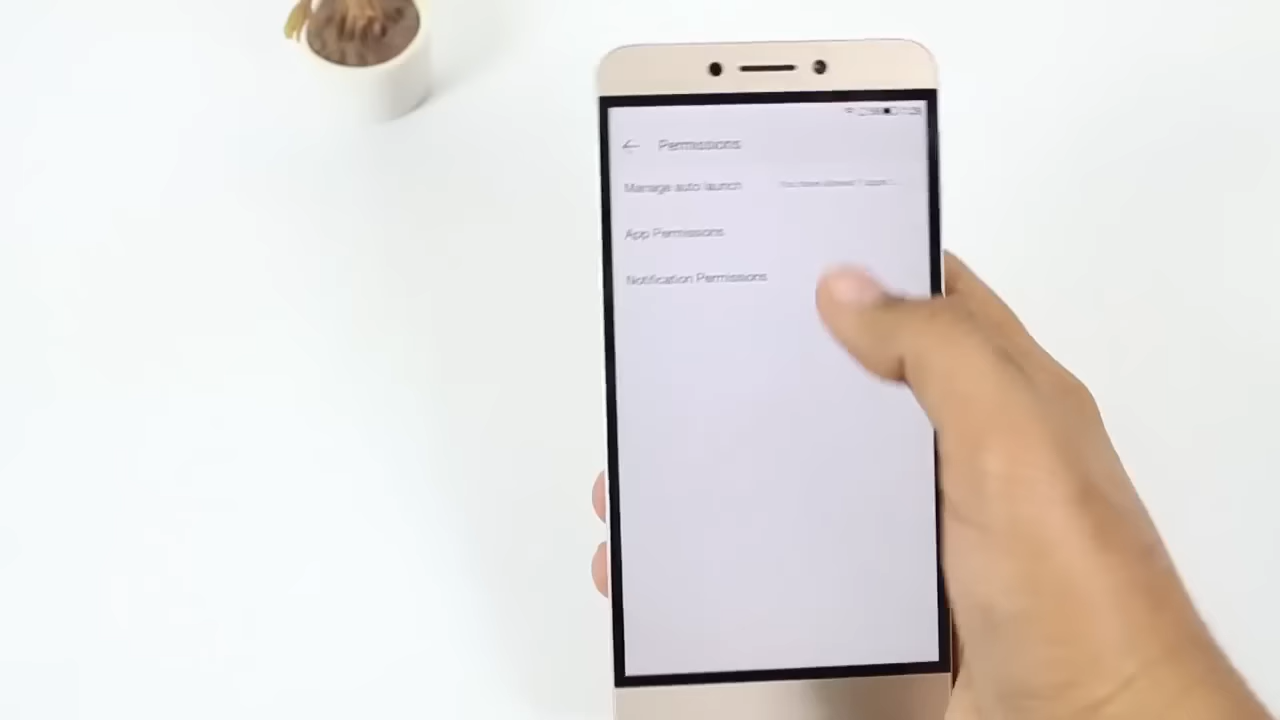 Permissions
Manage auto launch
App Permissions
Notification Permissions